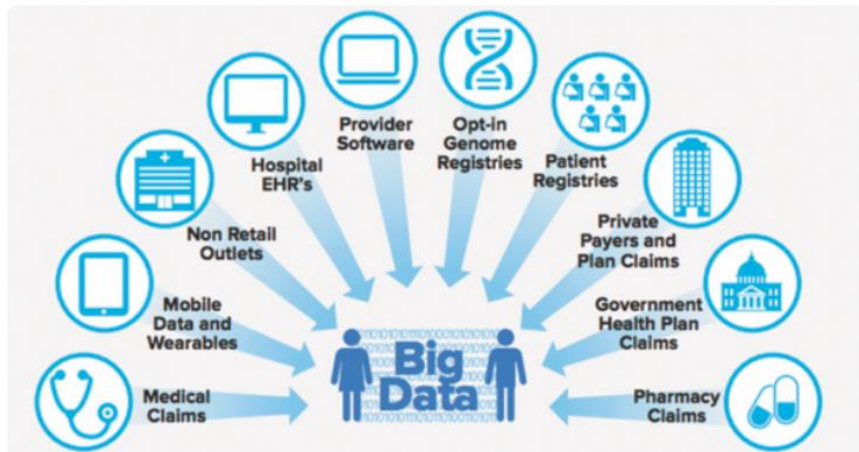 Provider
Software
Opt-in
Genome
Registries
Hospital
EHR's
Patient
Registries
Non Retail
Outlets
Private
Payers and
Plan Claims
Mobile
Data and
Wearables
Government
Health Plan
Claims
Medical
Claims
Big
Data
Pharmacy
Claims